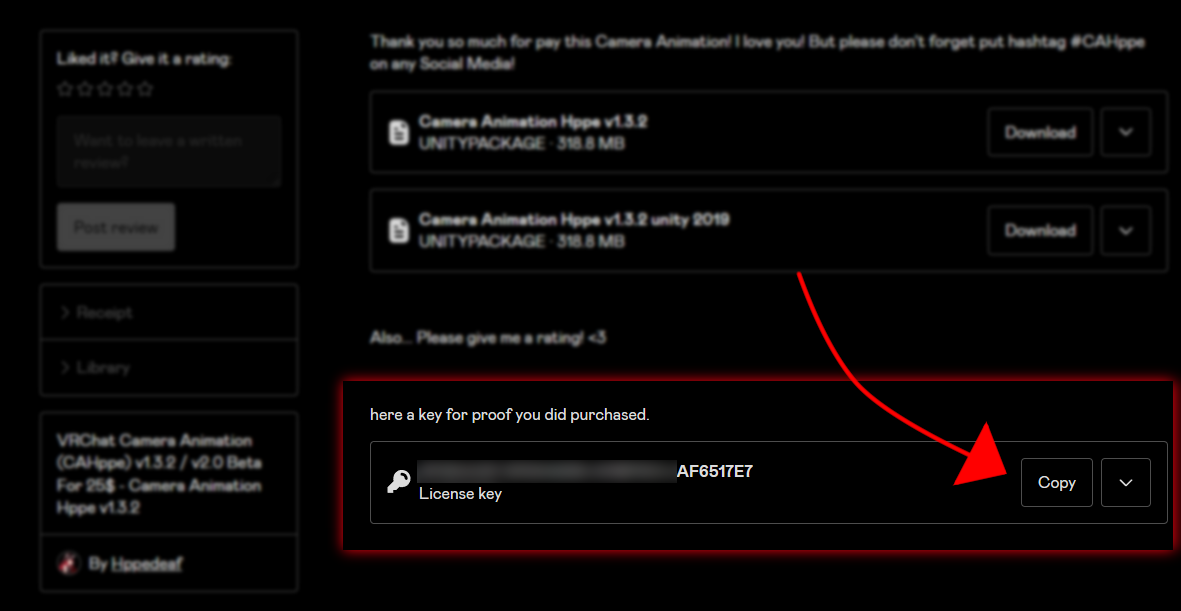 Liked it? Give it a rating:
Want to leave a written
review?
Post review
Receipt
Library
VRChat Camera Animation
(CAHppe) v1.3.2 / v2.0 Beta
For 25$ - Camera Animation
Hppe v1.3.2
By Hppedeaf
Thank you so much for pay this Camera Animation! I love you! But please don't forget put hashtag #CAHppe
on any Social Media!
Camera Animation Hppe v1.3.2
UNITYPACKAGE · 318.8 MB
Download
Camera Animation Hppe v1.3.2 unity 2019
UNITYPACKAGE · 318.8 MB
Download
Also... Please give me a rating! <3
here a key for proof you did purchased.
AF6517E7
License key
Copy